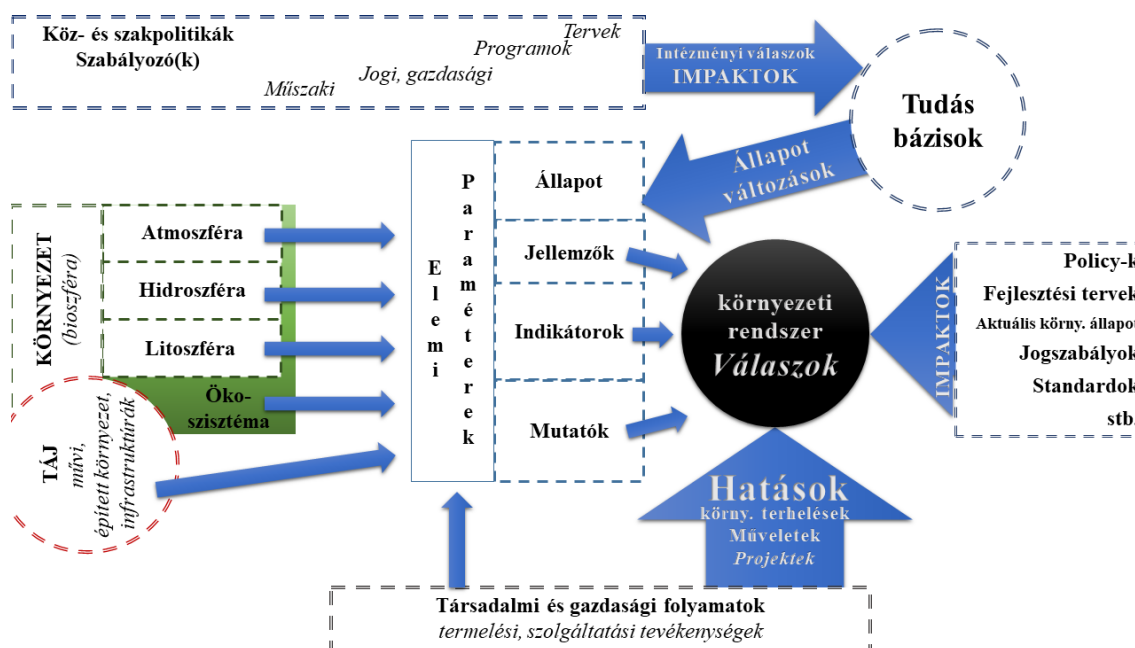 Köz- és szakpolitikák
Szabályozó(k)
Műszaki
Jogi, gazdasági
Programok
Tervek
Intézményi válaszok
IMPAKTOK
Tudás
bázisok
Állapot
változások
KÖRNYEZET
(bioszféra)
Atmoszféra
Hidroszféra
Litoszféra
Öko-
szisztéma
TÁJ
művi,
épített környezet,
infrastruktúrák
Elemi
Paraméterek
Állapot
Jellemzők
Indikátorok
Mutatók
környezeti
rendszer
Válaszok
IMPAKTOK
Policy-k
Fejlesztési tervek
Aktuális körny. állapot
Jogszabályok
Standardok
stb.
Hatások
körny. terhelések
Műveletek
Projektek
Társadalmi és gazdasági folyamatok
termelési, szolgáltatási tevékenységek